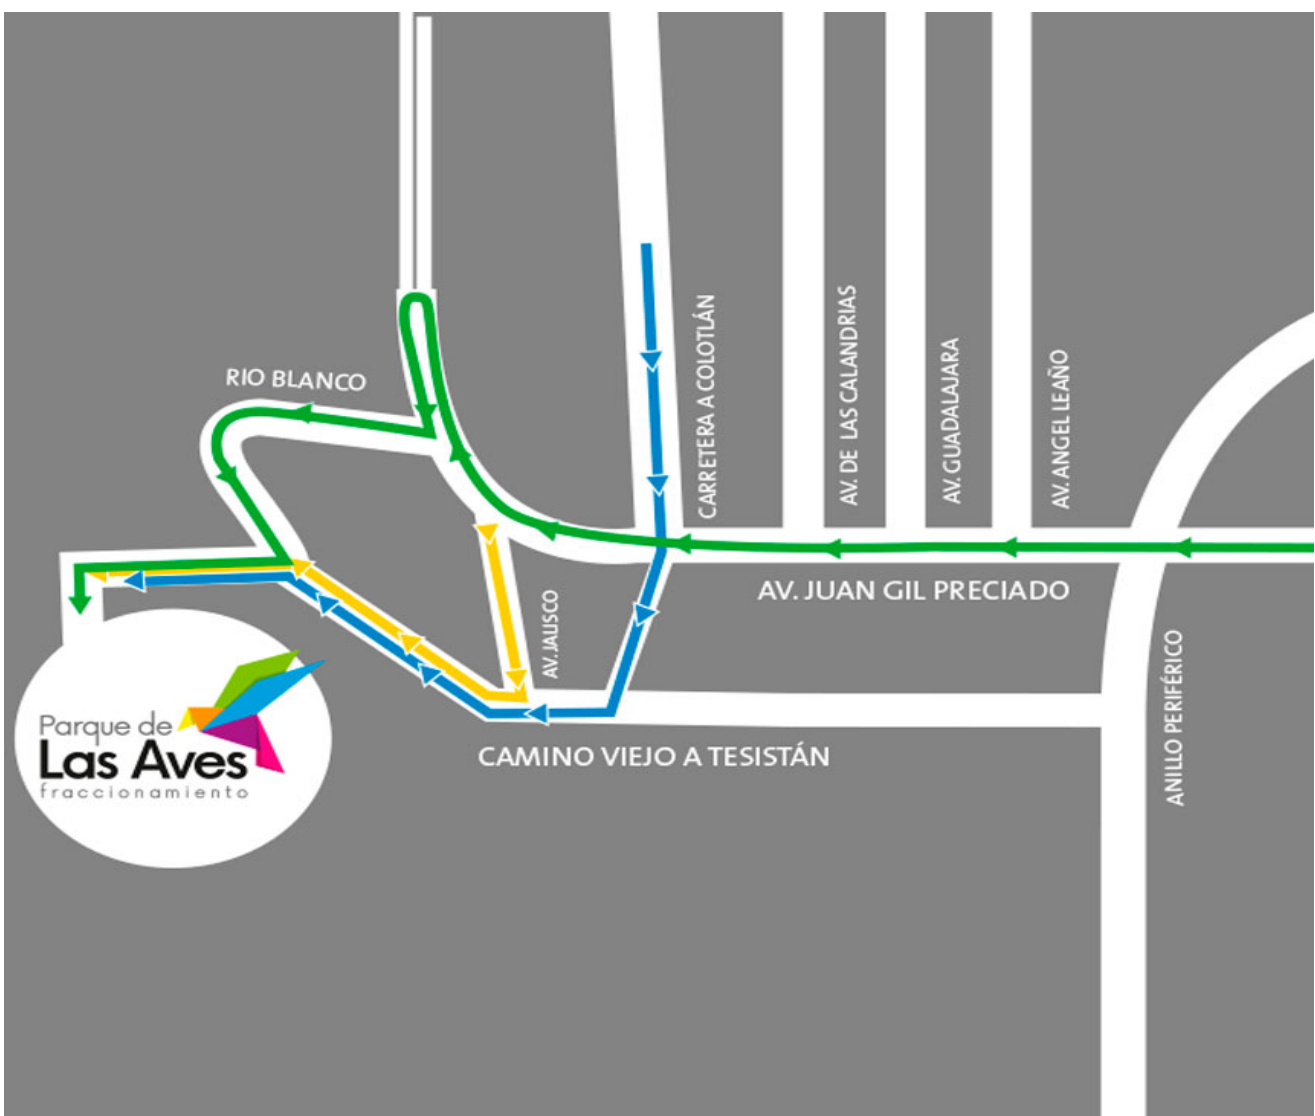 RIO BLANCO
CARRETERA A COLOTLÁN
AV. DE LAS CALANDRIAS
AV. GUADALAJARA
AV. ANGEL LEAÑO
AV. JUAN GIL PRECIADO
AV. JALISCO
ANILLO PERIFÉRICO
CAMINO VIEJO A TESISTÁN
Parque de
Las Aves
fraccionamiento